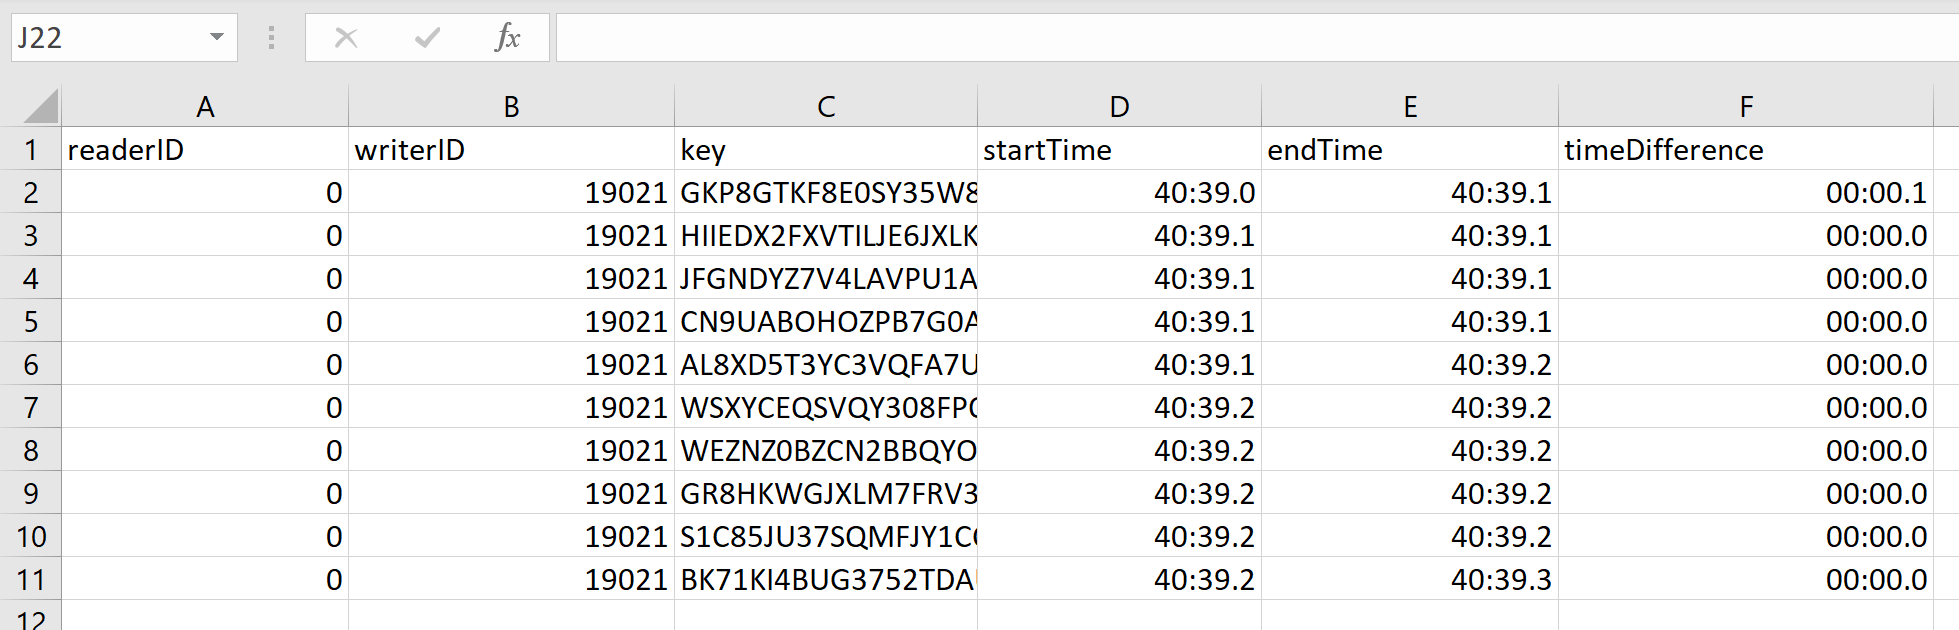 J22 fx
A B C D E F
1 readerID writerID key startTime endTime timeDifference
2 0 19021 GKP8GTKF8E0SY35W8 40:39.0 40:39.1 00:00.1
3 0 19021 HIIEDX2FXVTILJE6JXLK 40:39.1 40:39.1 00:00.0
4 0 19021 JFGNDYZ7V4LAVPU1A 40:39.1 40:39.1 00:00.0
5 0 19021 CN9UABOHOZPB7G0A 40:39.1 40:39.1 00:00.0
6 0 19021 AL8XD5T3YC3VQFA7U 40:39.1 40:39.2 00:00.0
7 0 19021 WSXYCEQSVQY308FP 40:39.2 40:39.2 00:00.0
8 0 19021 WEZNZ0BZCN2BBQYO 40:39.2 40:39.2 00:00.0
9 0 19021 GR8HKWGJXLM7FRV3 40:39.2 40:39.2 00:00.0
10 0 19021 S1C85JU37SQMFJY1C 40:39.2 40:39.2 00:00.0
11 0 19021 BK71KI4BUG3752TDA 40:39.2 40:39.3 00:00.0
12